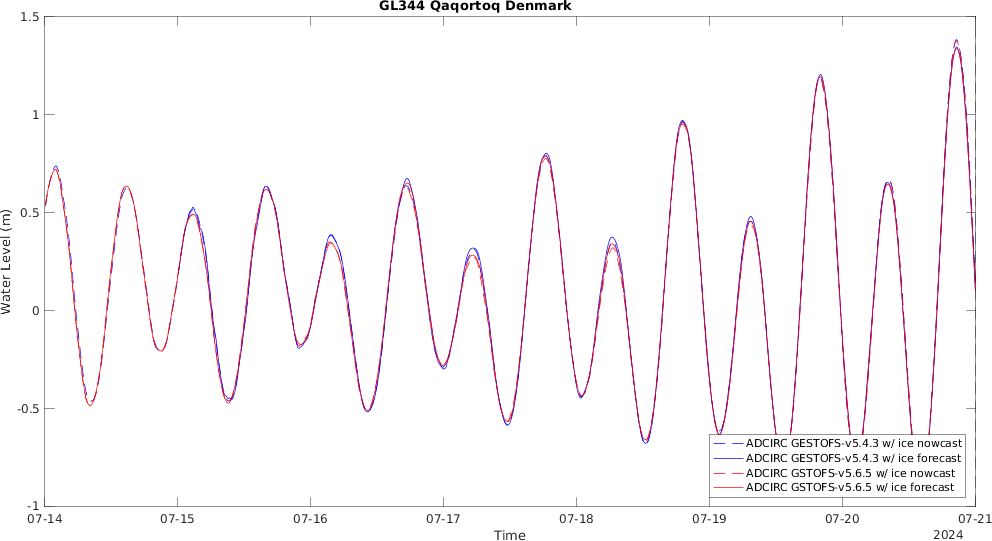 GL344 Qaqortoq Denmark
1.5
1
0.5
0
-0.5
-1
Water Level (m)
ADCIRC GESTOFS-v5.4.3 w/ ice nowcast
ADCIRC GESTOFS-v5.4.3 w/ ice forecast
ADCIRC GSTOFS-v5.6.5 w/ ice nowcast
ADCIRC GSTOFS-v5.6.5 w/ ice forecast
07-14 07-15 07-16 07-17 07-18 07-19 07-20 07-21
Time
2024